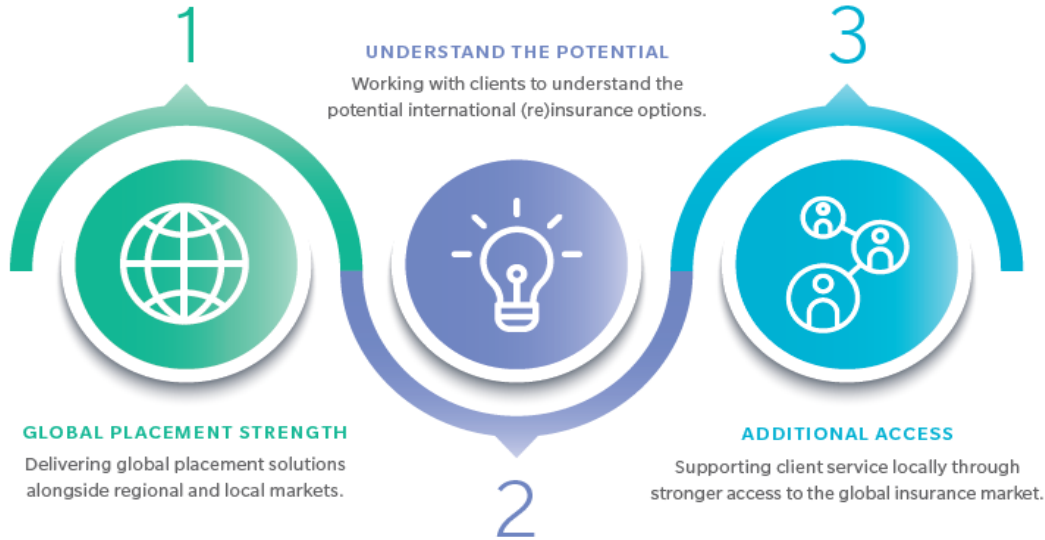 1
GLOBAL PLACEMENT STRENGTH
Delivering global placement solutions
alongside regional and local markets.
UNDERSTAND THE POTENTIAL
Working with clients to understand the
potential international (re)insurance options.
2
3
ADDITIONAL ACCESS
Supporting client service locally through
stronger access to the global insurance market.